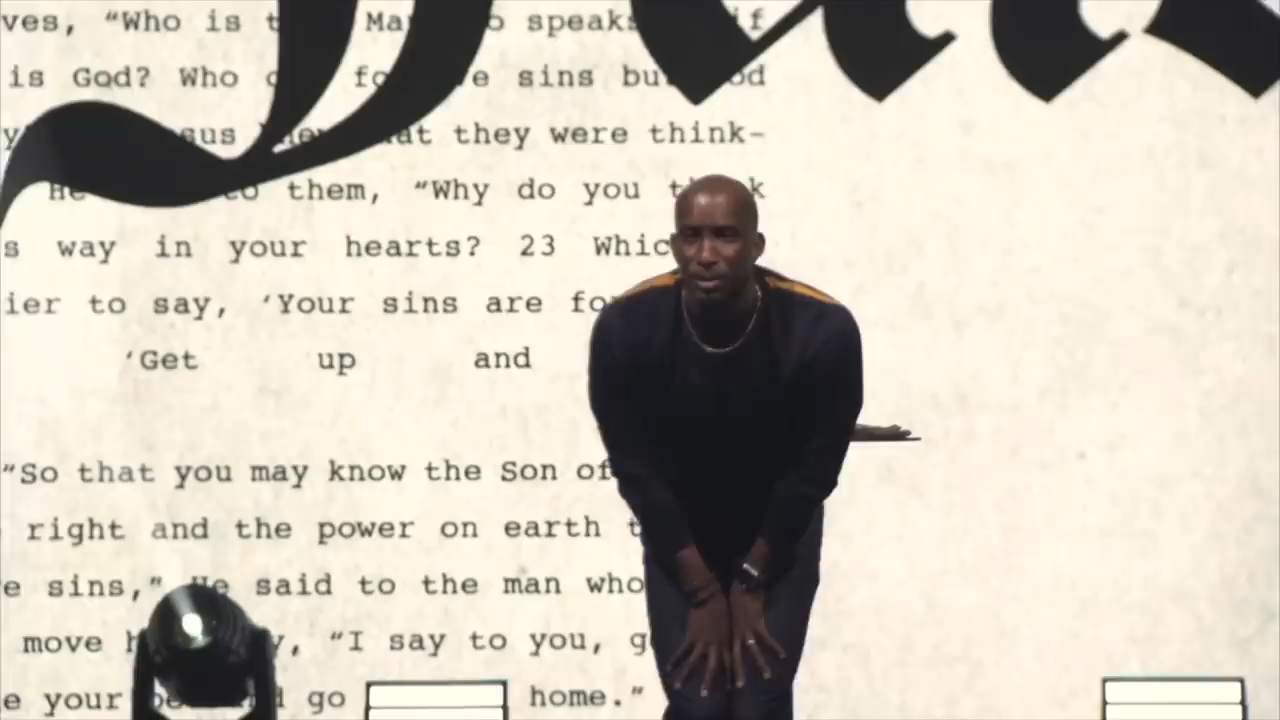 ves, “Who is Ma speaks if
is God? Who sins but
that they were think-
He to them, “Why do you think
s way in your hearts? 23 Whic
ier to say, ‘Your sins are fo
‘Get up and
“So that you may know the Son of
right and the power on earth t
e sins,” He said to the man who
move “I say to you, g
e your go home.”